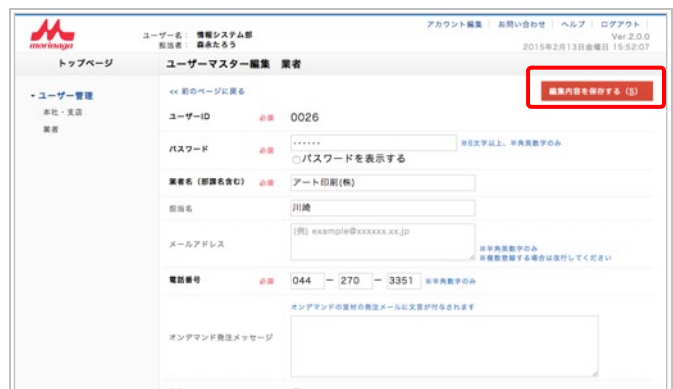 アカウント編集 | お問い合わせ | ヘルプ | ログアウト |
morinaga
ユーザー名： 情報システム部
担当者： 森永たろう
Ver.2.0.0
2015年2月13日金曜日 15:52:07
トップページ
ユーザーマスター編集 業者
ユーザー管理
本社・支店
業者
<< 前のページに戻る
編集内容を保存する (S)
ユーザーID 必須 0026
パスワード 必須 ······ ※6文字以上、半角英数字のみ
パスワードを表示する
業者名（部課名含む） 必須 アート印刷(株)
担当名 川崎
メールアドレス (例) example@xxxxxx.xx.jp
※半角英数字のみ
※複数登録する場合は改行してください
電話番号 必須 044 － 270 － 3351 ※半角数字のみ
オンデマンドの宣材の発注メールに文言が付与されます
オンデマンド発注メッセージ